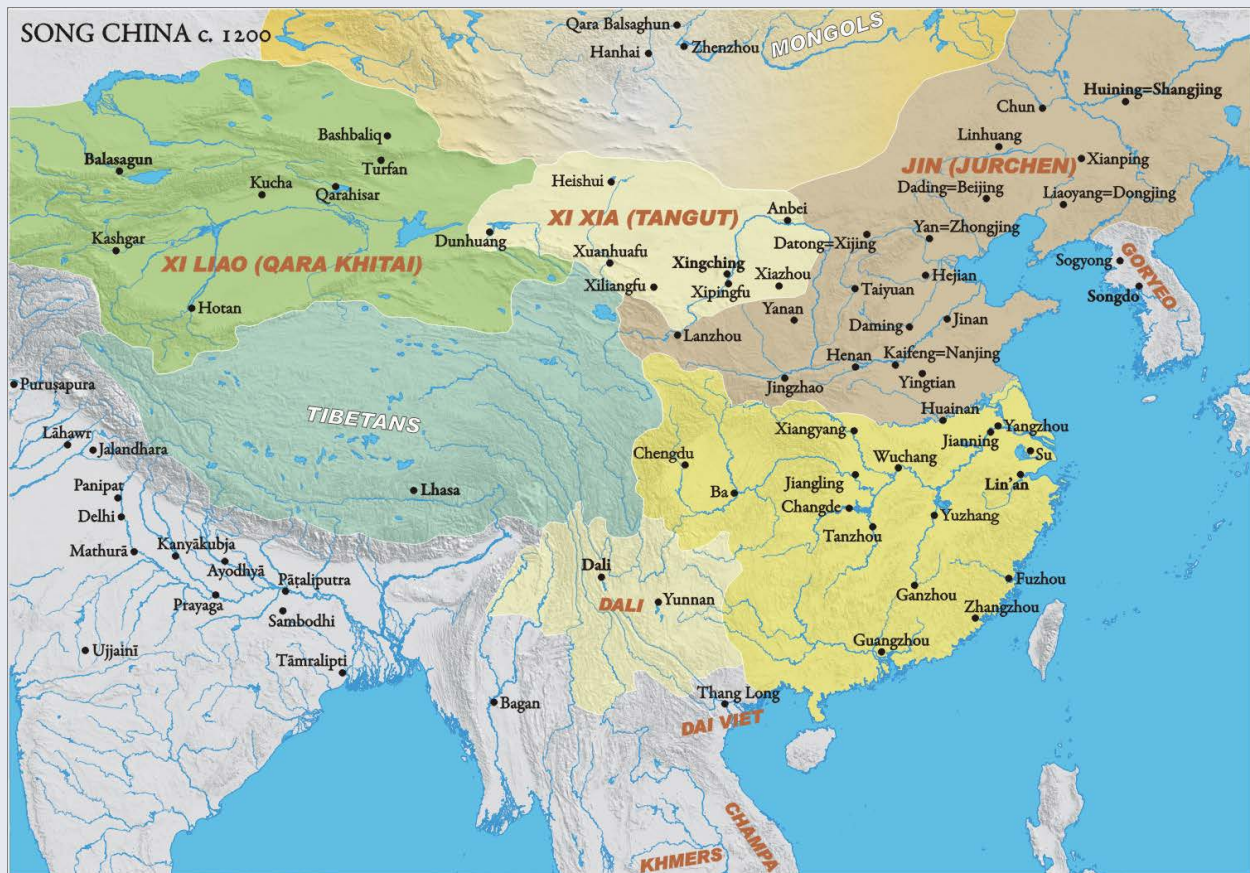 SONG CHINA c. 1200
Qara Balsaghun
Hanhai
Zhenzhou
MONGOLS
Huining=Shangjing
Chun
Linhuang
JIN (JURCHEN)
Xianping
Dading=Beijing
Liaoyang=Dongjing
Bashbaliq
Balasagun
Turfan
Kucha
Qarahisar
Heishui
XI XIA (TANGUT)
Anbei
Datong=Xijing
Yan=Zhongjing
Dunhuang
Kashgar
XI LIAO (QARA KHITAI)
Xuanhuafu
Xingching
Xiazhou
Xiliangfu
Xipingfu
Hejian
Taiyuan
Sogyong
GORYEO
Songdo
Hotan
Yanan
Daming
Jinan
Lanzhou
Henan
Kaifeng=Nanjing
Jingzhao
Yingtian
Puruṣapura
TIBETANS
Huainan
Lāhawr
Jalandhara
Xiangyang
Jianning
Yangzhou
Chengdu
Wuchang
Su
Panipat
Lhasa
Ba
Jiangling
Lin'an
Delhi
Changde
Yuzhang
Tanzhou
Mathurā
Kanyākubja
Ayodhyā
Pāṭaliputra
Prayaga
Sambodhi
Dali
DALI
Yunnan
Fuzhou
Ganzhou
Zhangzhou
Ujjainī
Tāmralipti
Guangzhou
Bagan
Thang Long
DAI VIET
CHAMPA
KHMERS